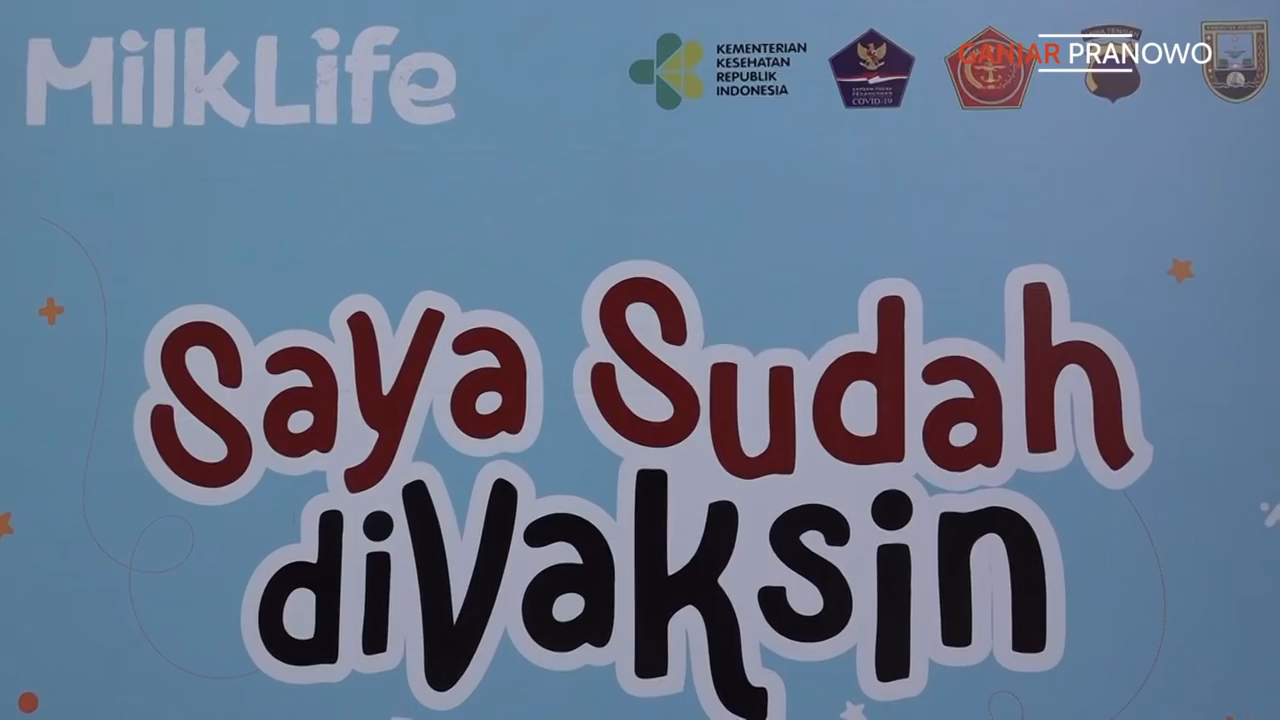 MilkLife
KEMENTERIAN
KESEHATAN
REPUBLIK
INDONESIA
COVID-19
GANJAR PRANOWO
Saya Sudah
diVaksin